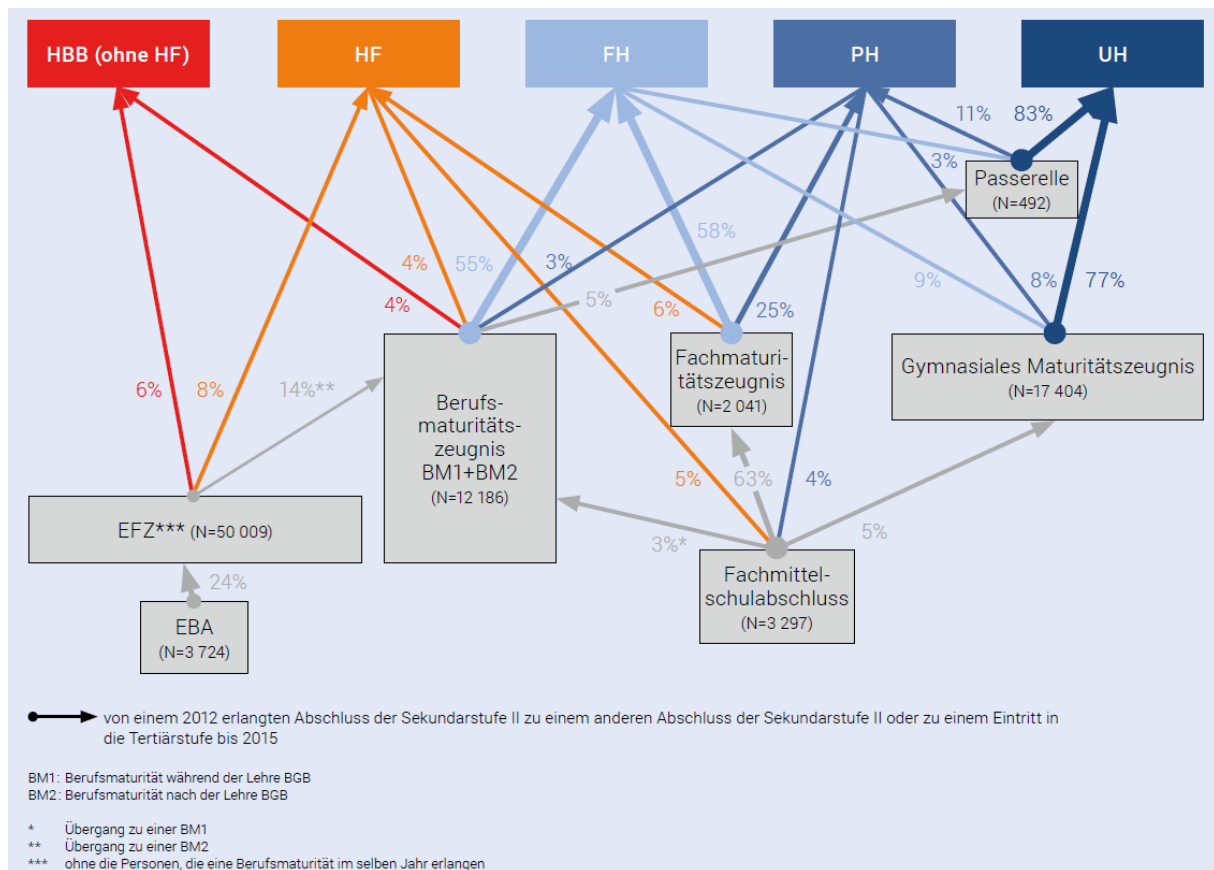 HBB (ohne HF)
HF
FH
PH
UH
11%
83%
3%
Passerelle
(N=492)
58%
4%
55%
3%
9%
8%
77%
4%
5%
6%
25%
Fachmaturi-
tätszeugnis
(N=2 041)
Gymnasiales Maturitätszeugnis
(N=17 404)
6%
8%
14%**
Berufs-
maturitäts-
zeugnis
BM1+BM2
(N=12 186)
5%
63%
4%
EFZ*** (N=50 009)
3%*
5%
24%
Fachmittel-
schulabschluss
(N=3 297)
EBA
(N=3 724)
von einem 2012 erlangten Abschluss der Sekundarstufe II zu einem anderen Abschluss der Sekundarstufe II oder zu einem Eintritt in
die Tertiärstufe bis 2015
BM1: Berufsmaturität während der Lehre BGB
BM2: Berufsmaturität nach der Lehre BGB
* Übergang zu einer BM1
** Übergang zu einer BM2
*** ohne die Personen, die eine Berufsmaturität im selben Jahr erlangen